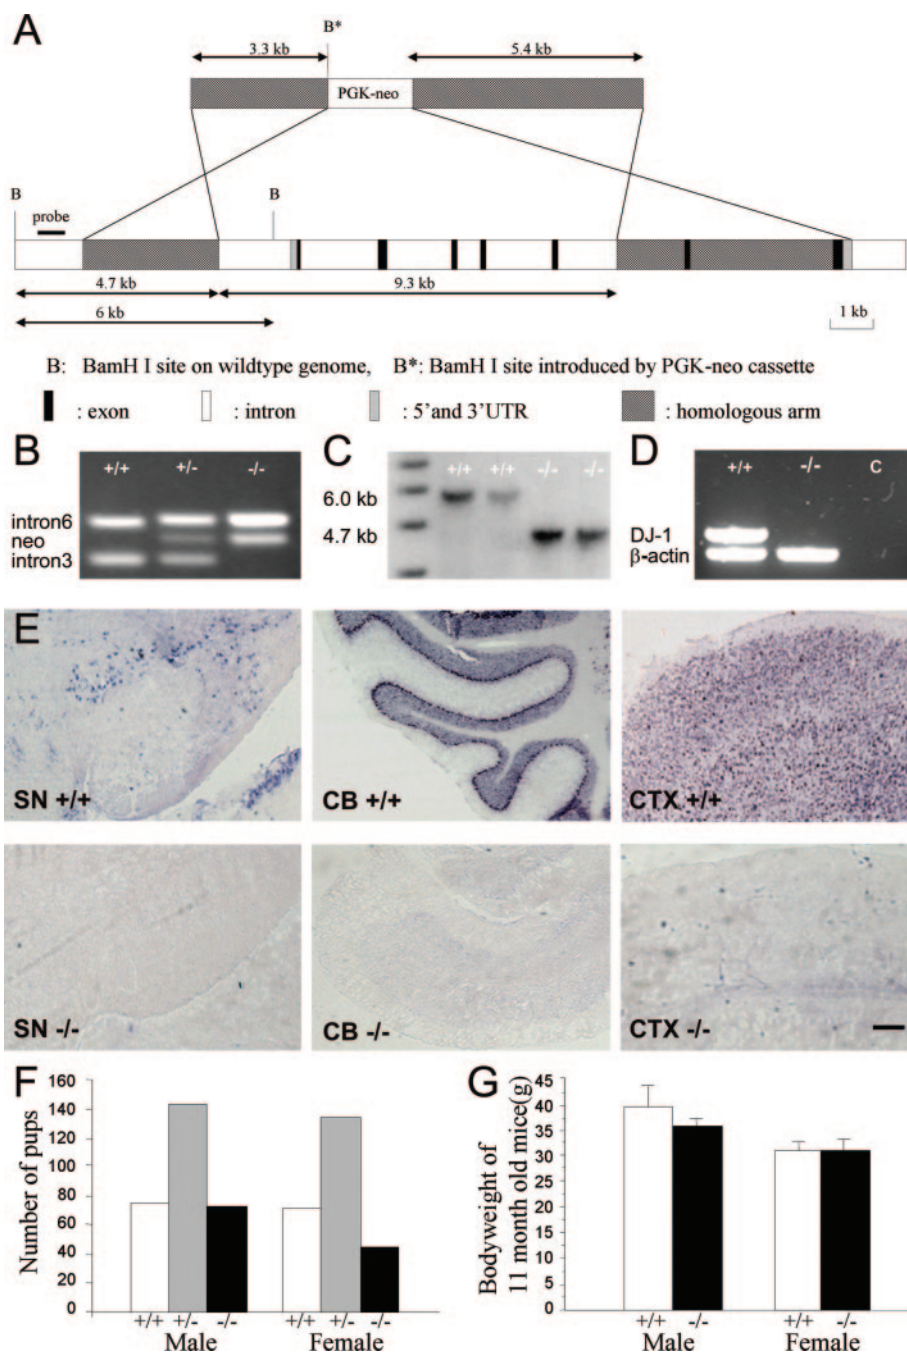 A
B*
3.3 kb
5.4 kb
PGK-neo
B
B
probe
4.7 kb
9.3 kb
6 kb
1 kb
B: BamH I site on wildtype genome, B*: BamH I site introduced by PGK-neo cassette
: exon
: intron
: 5'and 3'UTR
: homologous arm
B
+/+
+/-
-/-
intron6
neo
intron3
C
+/+
+/+
-/-
-/-
6.0 kb
4.7 kb
D
+/+
-/-
C
DJ-1
β-actin
E
SN +/+
CB +/+
CTX +/+
SN -/-
CB -/-
CTX -/-
F
Number of pups
160
140
120
100
80
60
40
20
0
+/+ +/- -/-
+/+ +/- -/-
Male
Female
G
Bodyweight of
11 month old mice(g)
45
40
35
30
25
20
15
10
5
0
+/+ -/-
+/+ -/-
Male
Female